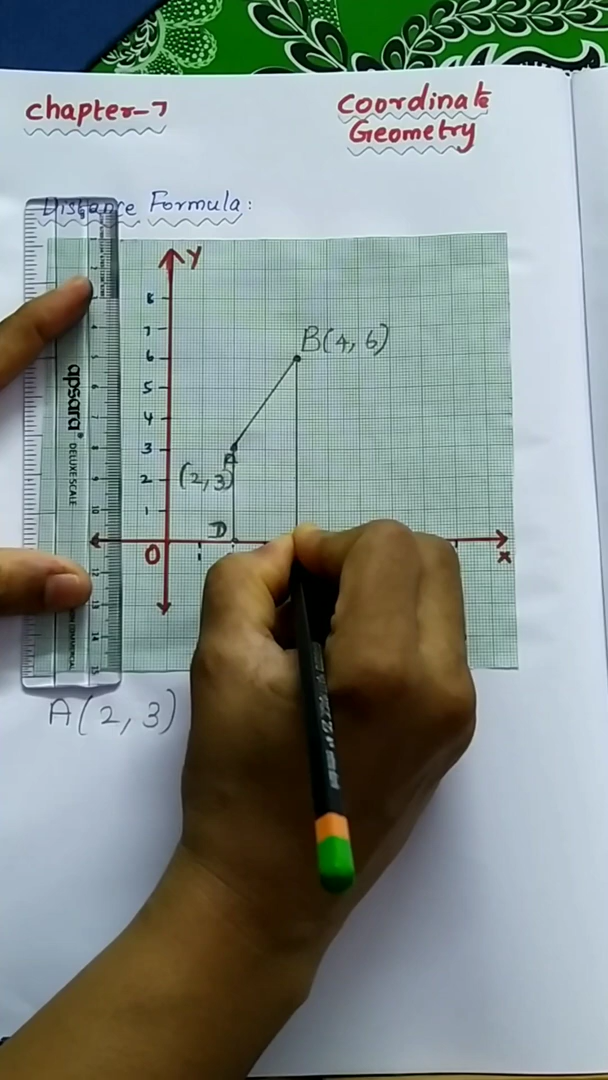 chapter-7
Coordinate
Geometry
Distance Formula:
Y
8
7
6
5
4
3
2
1
B(4, 6)
A
(2,3)
D
O
X
apsara
DELUXE SCALE
A(2, 3)